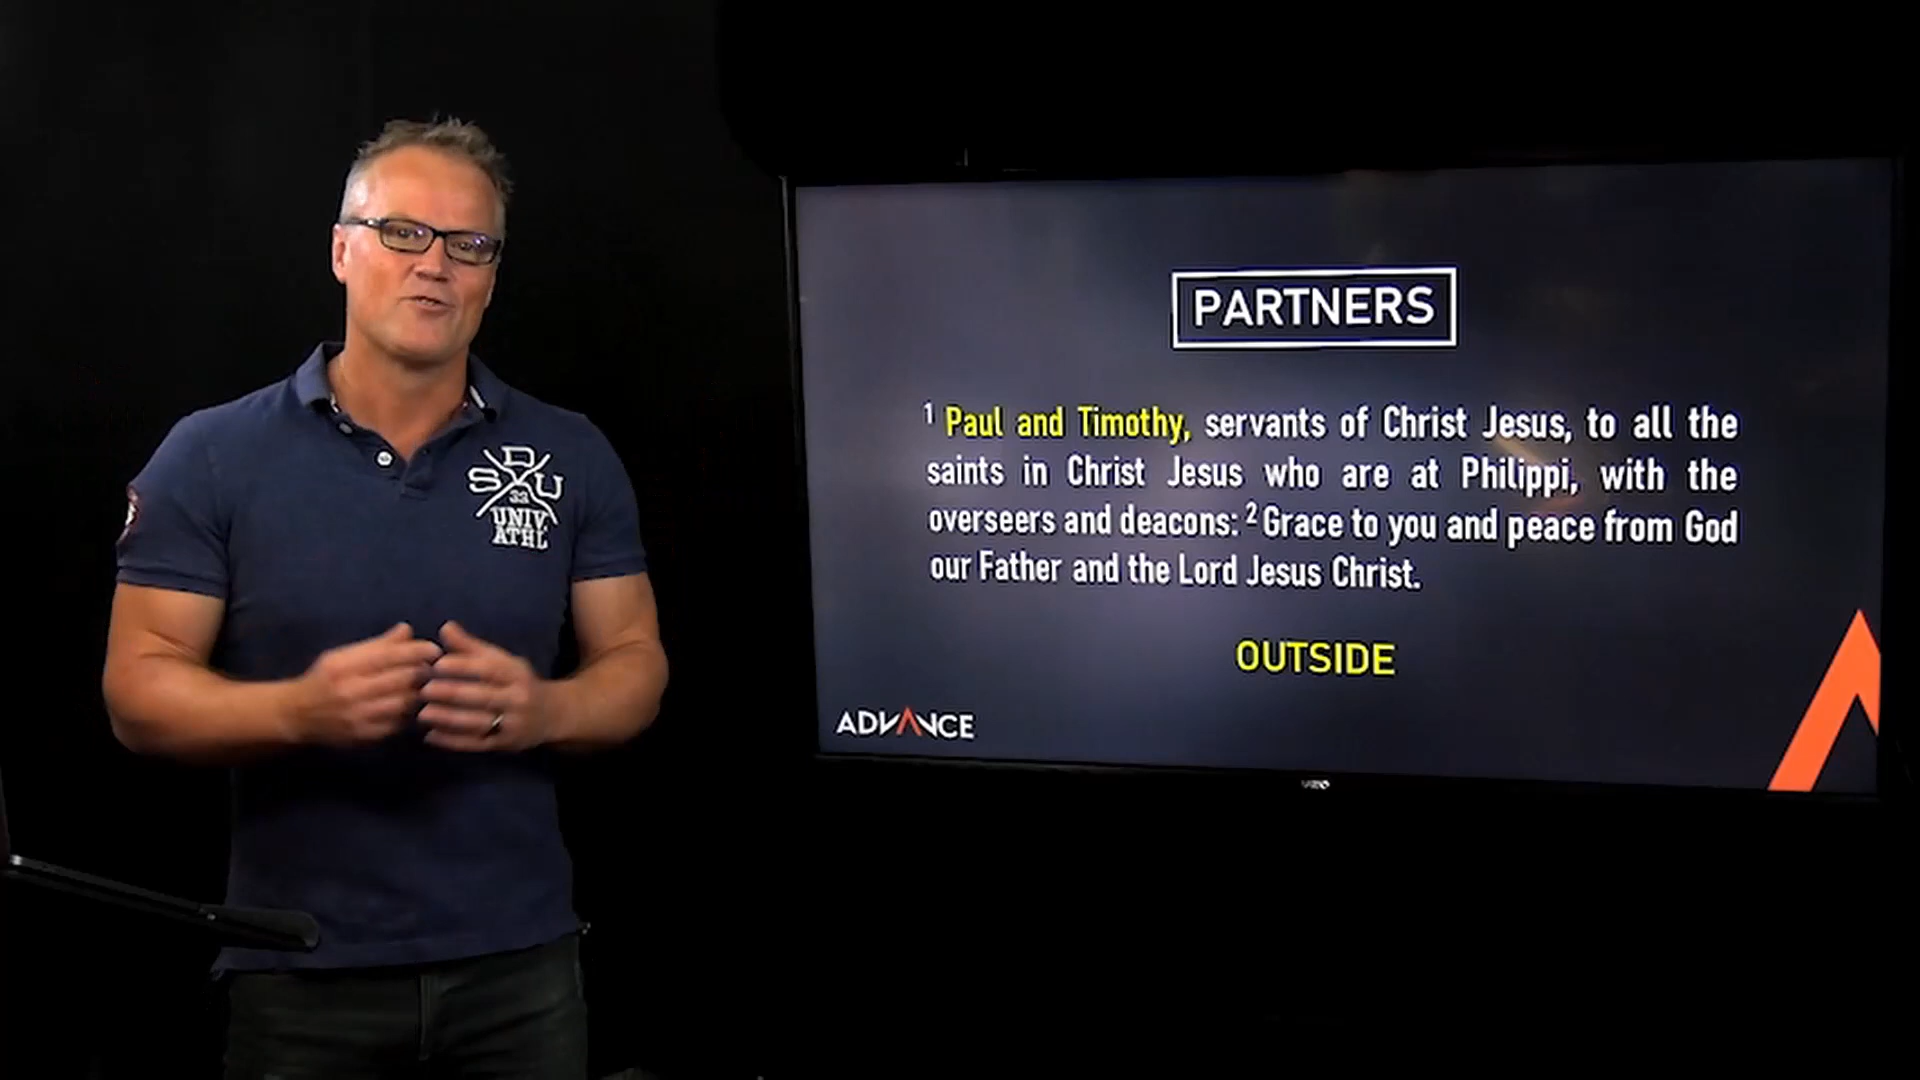 PARTNERS
1 Paul and Timothy, servants of Christ Jesus, to all the
saints in Christ Jesus who are at Philippi, with the
overseers and deacons: 2 Grace to you and peace from God
our Father and the Lord Jesus Christ.
OUTSIDE
ADVANCE
VIZIO
D
S U
33
UNIV.
ATHL